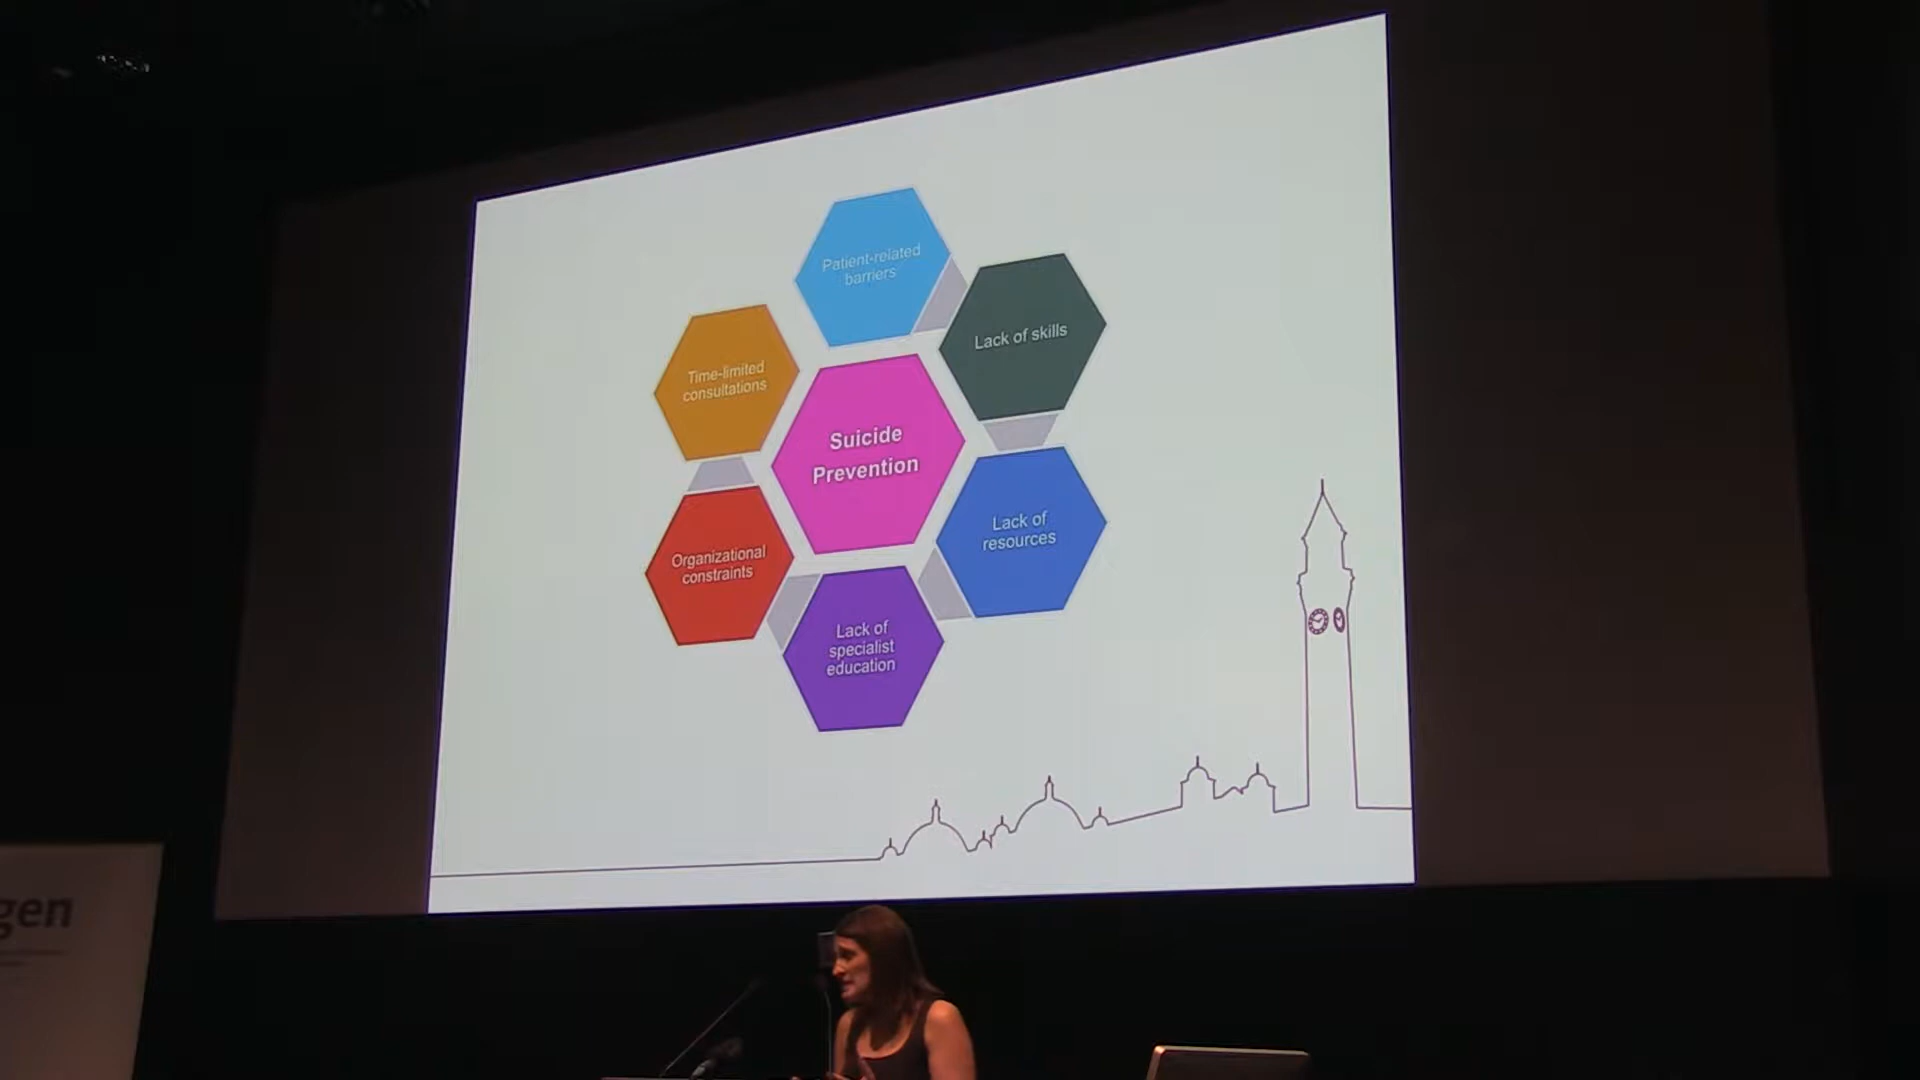 Patient-related
barriers
Lack of skills
Time-limited
consultations
Suicide
Prevention
Lack of
resources
Organizational
constraints
Lack of
specialist
education
gen